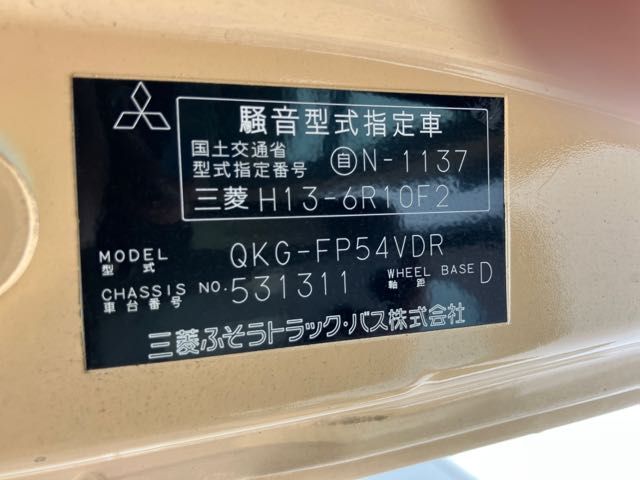 騒音型式指定車
国土交通省
型式指定番号 自N-1137
三菱 H13-6R10F2
MODEL
型式 QKG-FP54VDR
CHASSIS NO.
車台番号 531311 WHEEL BASE
軸距 D
三菱ふそうトラック・バス株式会社